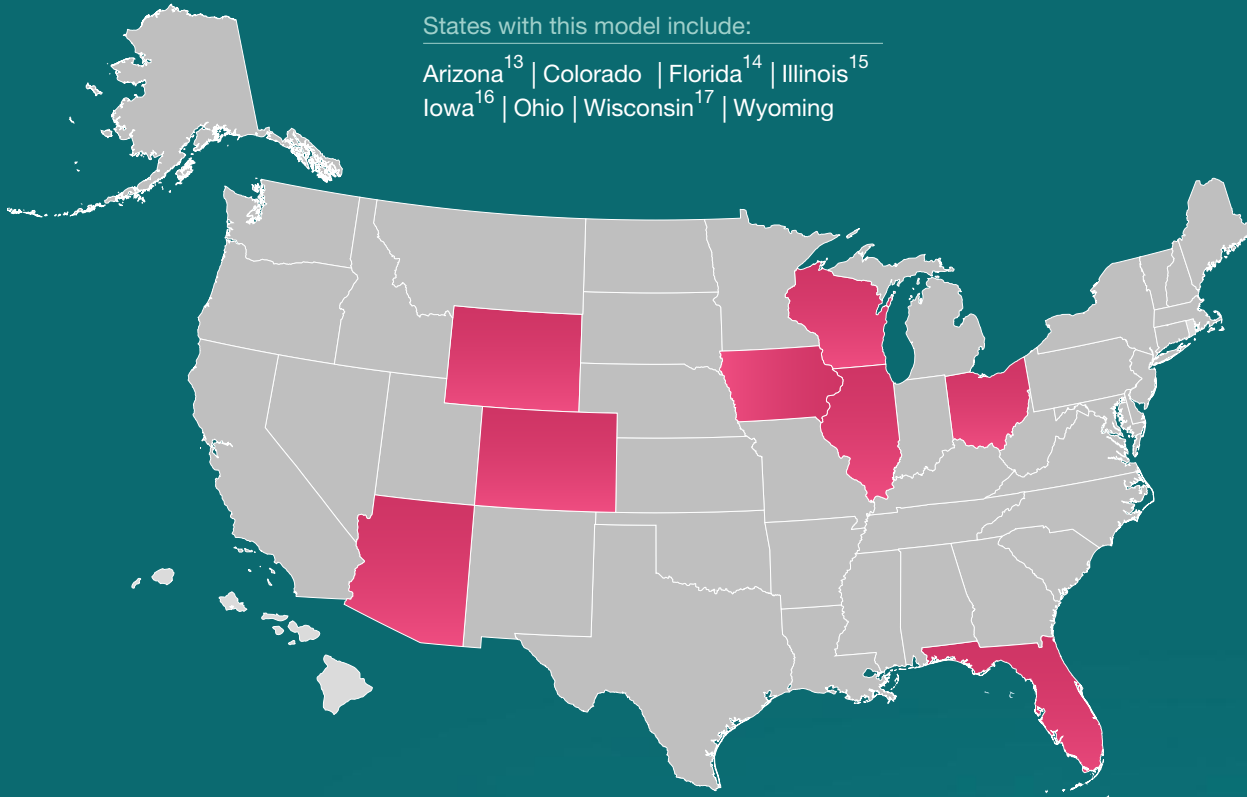 States with this model include:
Arizona13 | Colorado | Florida14 | Illinois15
Iowa16 | Ohio | Wisconsin17 | Wyoming